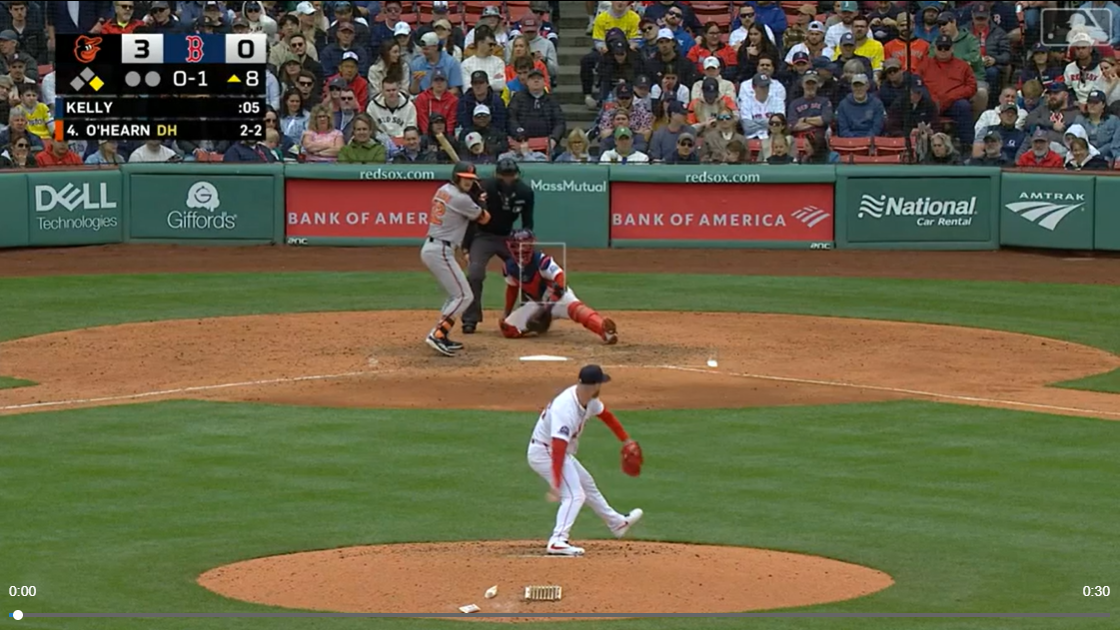 3 B 0
0-1 8
KELLY :05
4. O'HEARN DH 2-2
redsox.com
redsox.com
DELL
Technologies
Giffords
BANK OF AMER
MassMutual
BANK OF AMERICA
National
Car Rental
AMTRAK
0:00
0:30